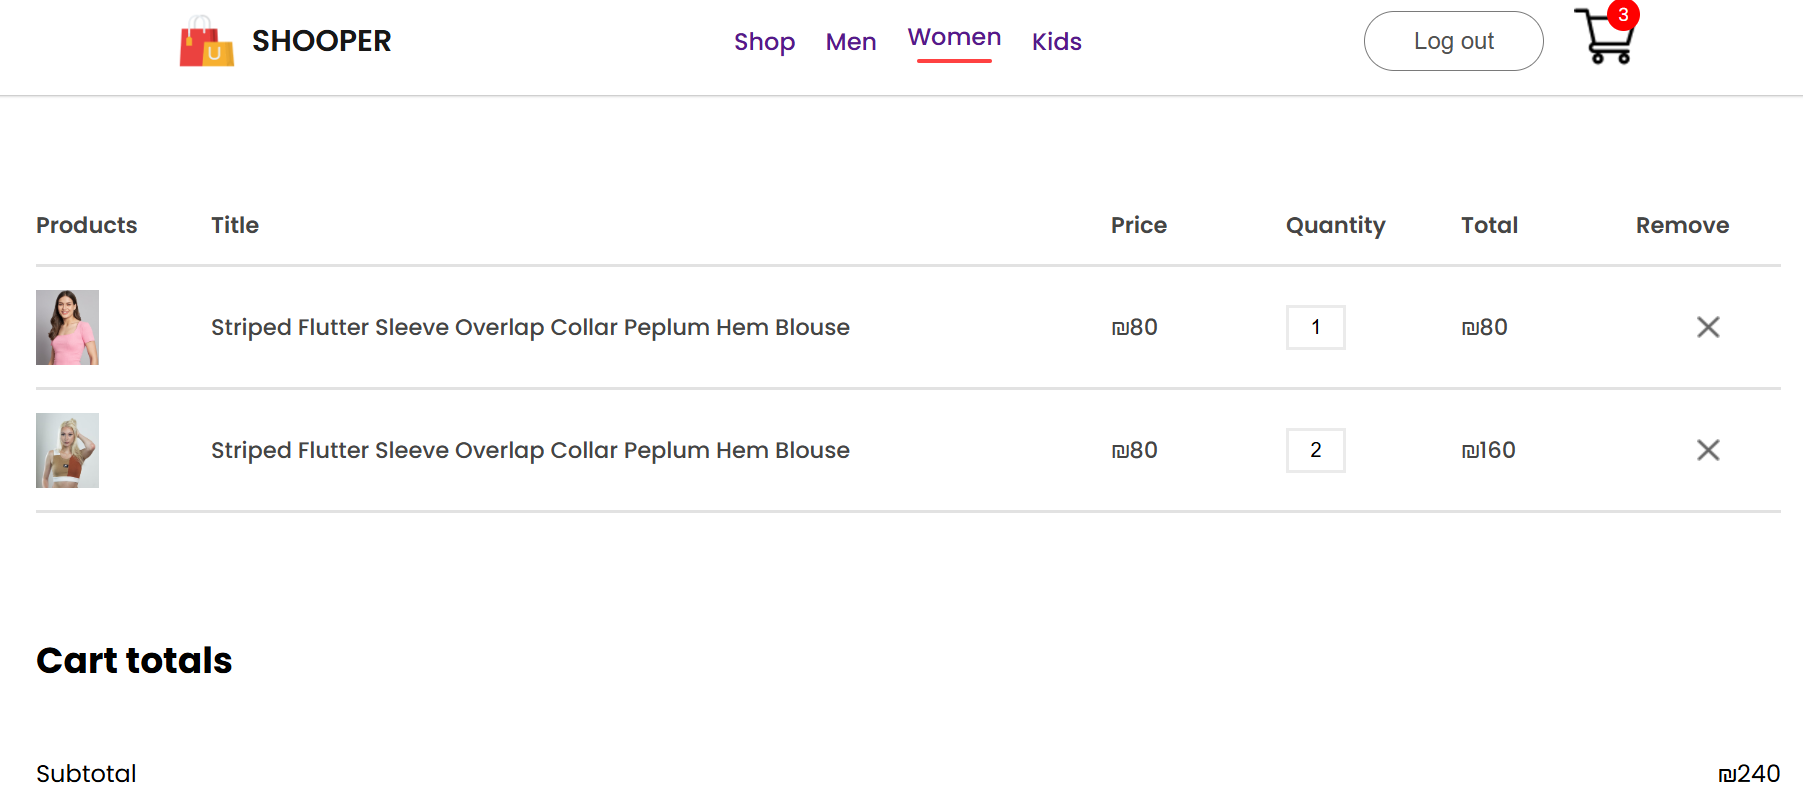 SHOOPER
Shop Men Women Kids
Log out
3
Products Title Price Quantity Total Remove
Striped Flutter Sleeve Overlap Collar Peplum Hem Blouse ₪80 1 ₪80
Striped Flutter Sleeve Overlap Collar Peplum Hem Blouse ₪80 2 ₪160
Cart totals
Subtotal ₪240